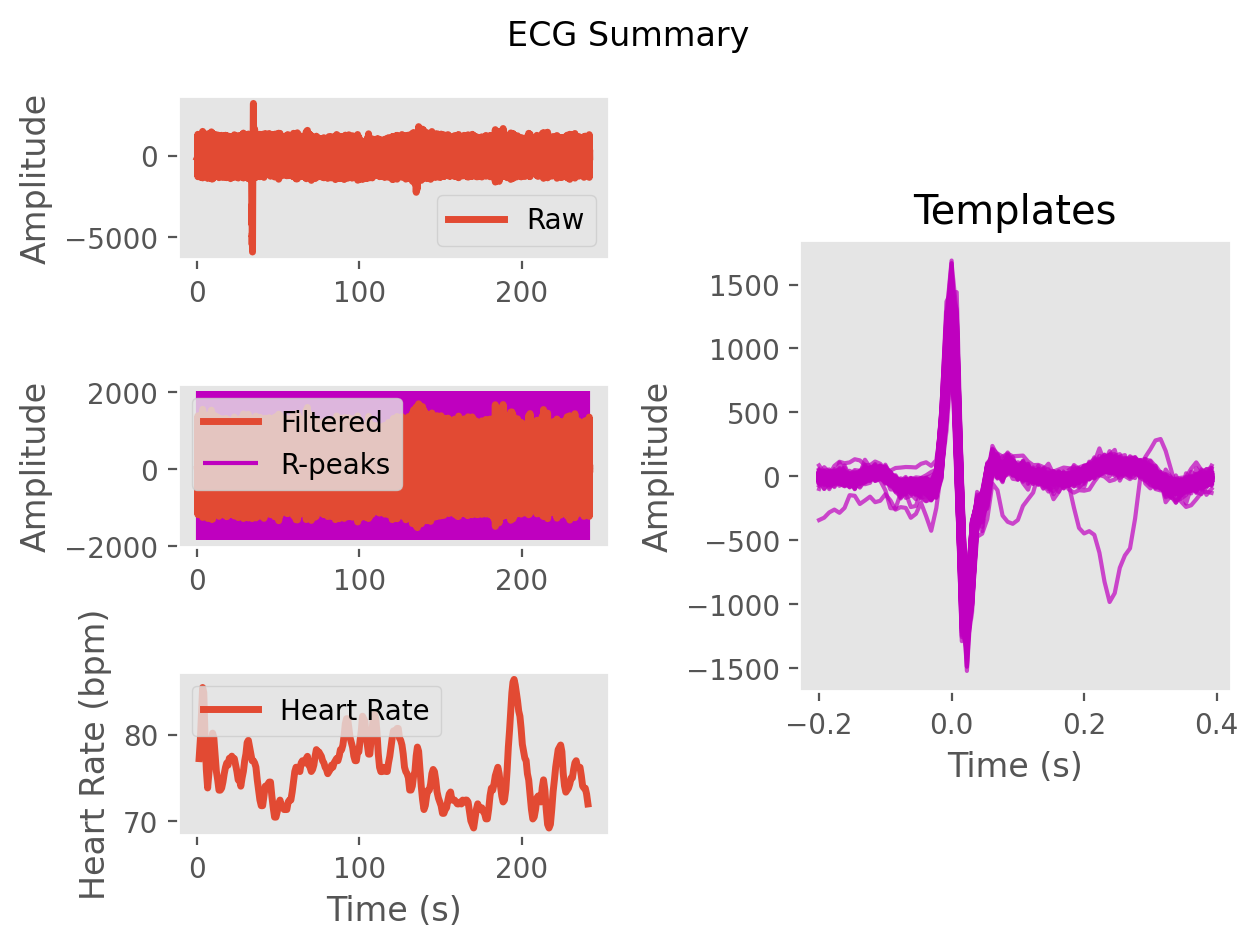 ECG Summary
Amplitude
0
−5000
Raw
0 100 200
Amplitude
2000
0
−2000
Filtered
R-peaks
0 100 200
Heart Rate (bpm)
80
70
Heart Rate
0 100 200
Time (s)
Templates
Amplitude
1500
1000
500
0
−500
−1000
−1500
−0.2 0.0 0.2 0.4
Time (s)